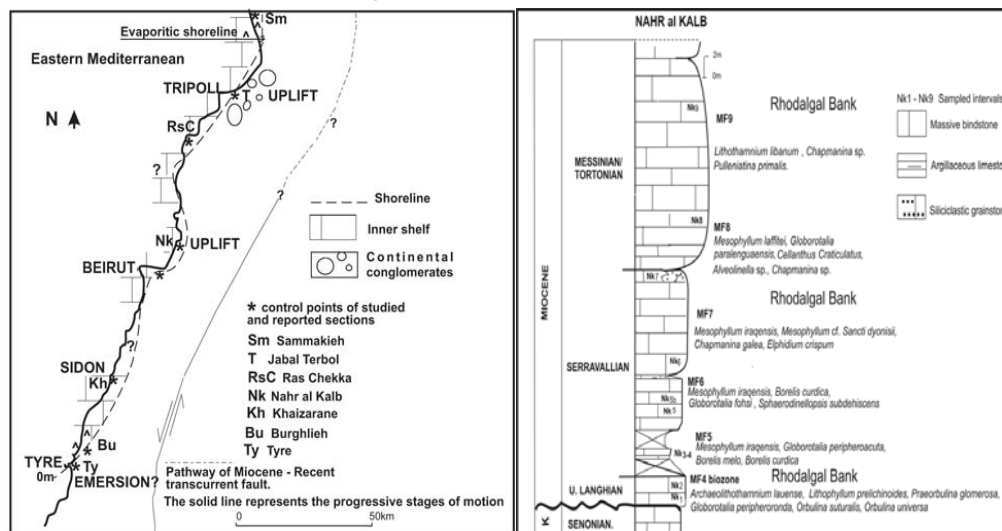 Sm
Evaporitic shoreline
Eastern Mediterranean
TRIPOLI
T UPLIFT
N
RsC
?
?
?
Shoreline
Inner shelf
Continental
conglomerates
Nk
UPLIFT
BEIRUT
* control points of studied
and reported sections
Sm Sammakieh
T Jabal Terbol
RsC Ras Chekka
Nk Nahr al Kalb
Kh Khaizarane
Bu Burghlieh
Ty Tyre
?
SIDON
Kh
Bu
TYRE
0m
Ty
EMERSION?
Pathway of Miocene - Recent
transcurrent fault.
The solid line represents the progressive stages of motion
0 50km
NAHR al KALB
2m
0m
MIOCENE
K
MESSINIAN/
TORTONIAN
SERRAVALLIAN
U. LANGHIAN
SENONIAN.
Nk9
Nk8
Nk7
Nk6
Nk5b
Nk5
Nk3-4
Nk2
Nk1
Rhodalgal Bank
MF9
Lithothamnium libanum , Chapmanina sp.
Pulleniatina primalis.
MF8
Mesophyllum laffitei, Globorotalia
paralenguaensis, Cellanthus Craticulatus,
Alveolinella sp., Chapmanina sp.
Rhodalgal Bank
MF7
Mesophyllum iraqensis, Mesophyllum cf. Sancti dyonisii,
Chapmanina galea, Elphidium crispum
MF6
Mesophyllum iraqensis, Borelis curdica,
Globorotalia fohsi , Sphaerodinellopsis subdehiscens
MF5
Mesophyllum iraqensis, Globorotalia peripheroacuta,
Borelis melo, Borelis curdica
Rhodalgal Bank
MF4 biozone
Archaeolithothamnium lauense, Lithophyllum prelichinoides, Praeorbulina glomerosa,
Globorotalia peripheroronda, Orbulina suturalis, Orbulina universa
Nk1 - Nk9 Sampled intervals
Massive bindstone
Argillaceous limesto
Siliciclastic grainston